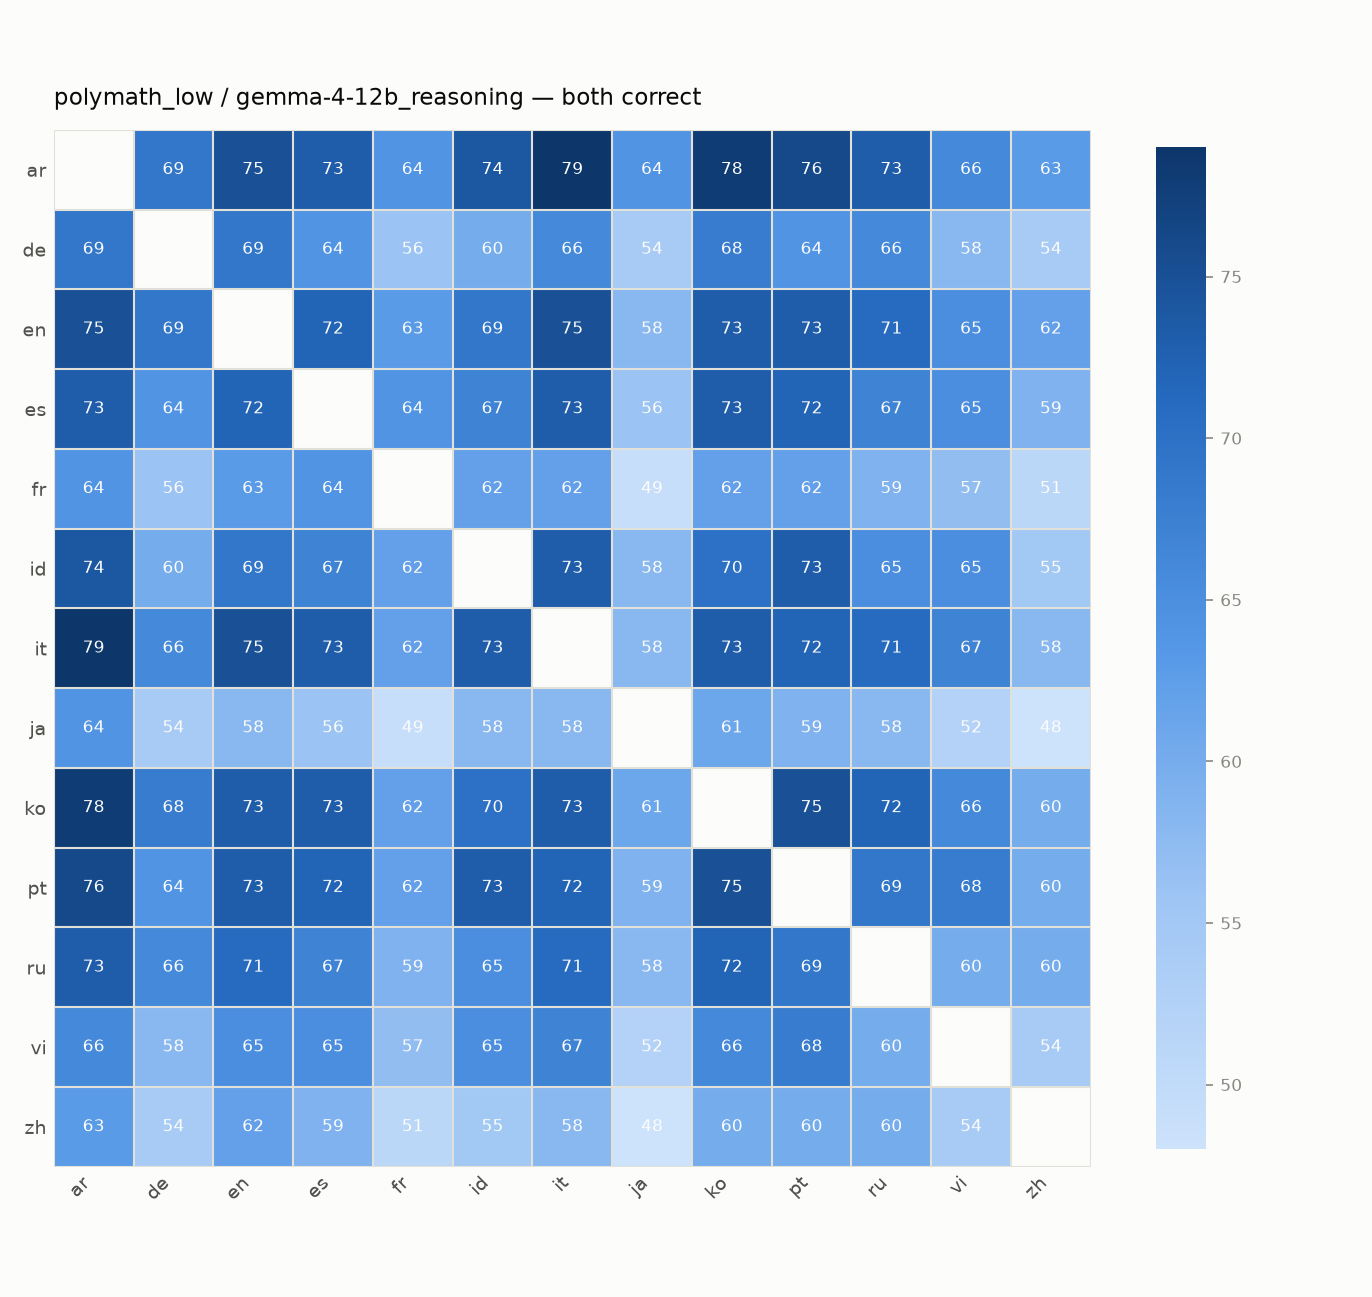 polymath_low / gemma-4-12b_reasoning — both correct
ar 69 75 73 64 74 79 64 78 76 73 66 63
de 69 69 64 56 60 66 54 68 64 66 58 54
en 75 69 72 63 69 75 58 73 73 71 65 62
es 73 64 72 64 67 73 56 73 72 67 65 59
fr 64 56 63 64 62 62 49 62 62 59 57 51
id 74 60 69 67 62 73 58 70 73 65 65 55
it 79 66 75 73 62 73 58 73 72 71 67 58
ja 64 54 58 56 49 58 58 61 59 58 52 48
ko 78 68 73 73 62 70 73 61 75 72 66 60
pt 76 64 73 72 62 73 72 59 75 69 68 60
ru 73 66 71 67 59 65 71 58 72 69 60 60
vi 66 58 65 65 57 65 67 52 66 68 60 54
zh 63 54 62 59 51 55 58 48 60 60 60 54
ar de en es fr id it ja ko pt ru vi zh
75
70
65
60
55
50